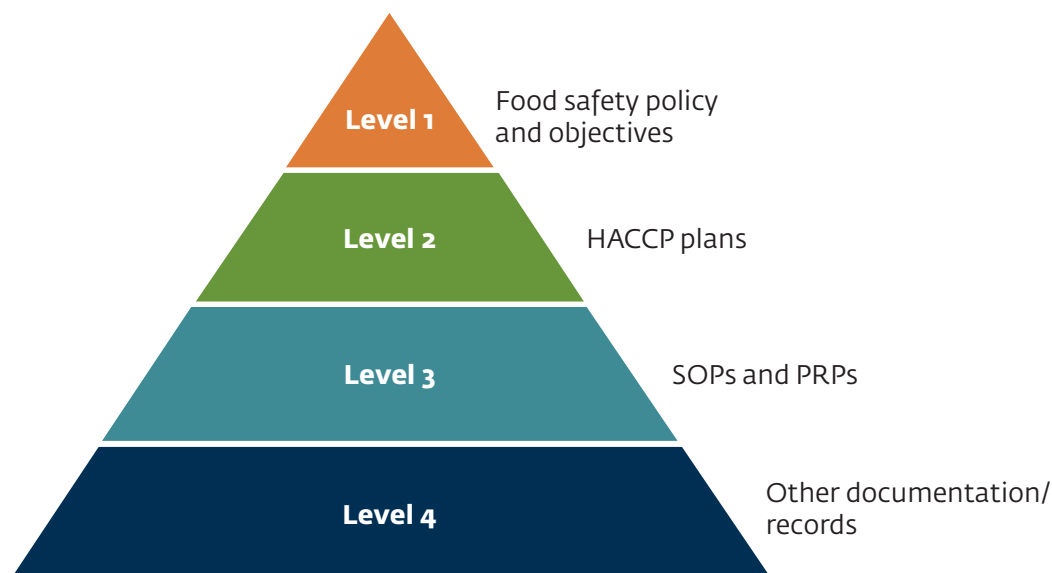 Level 1
Food safety policy
and objectives
Level 2
HACCP plans
Level 3
SOPs and PRPs
Level 4
Other documentation/
records